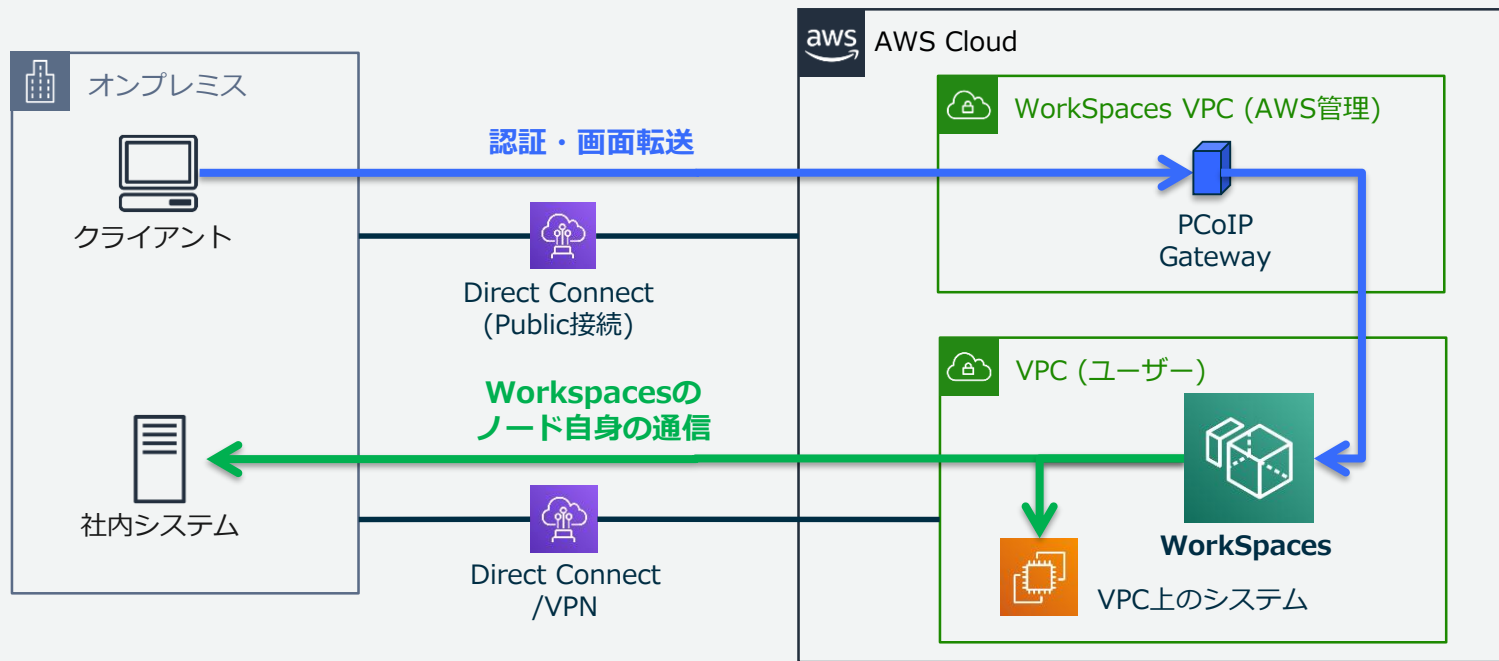 aws
AWS Cloud
オンプレミス
WorkSpaces VPC (AWS管理)
認証・画面転送
クライアント
PCoIP
Gateway
Direct Connect
(Public接続)
VPC (ユーザー)
Workspacesの
ノード自身の通信
社内システム
WorkSpaces
Direct Connect
/VPN
VPC上のシステム